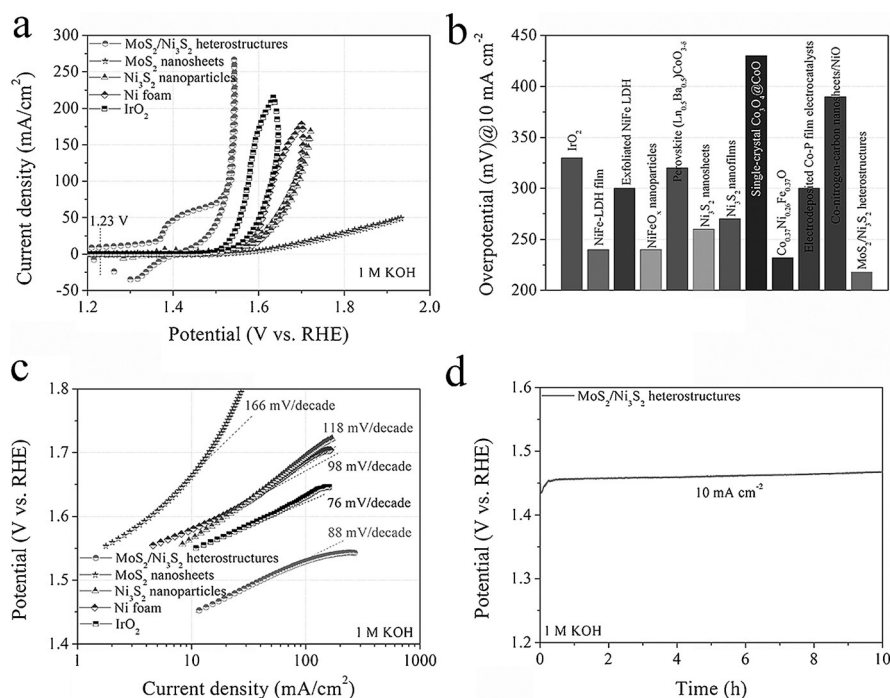 a
MoS2/Ni3S2 heterostructures
MoS2 nanosheets
Ni3S2 nanoparticles
Ni foam
IrO2
300
250
200
150
100
50
0
-50
1.23 V
1 M KOH
1.2
1.4
1.6
1.8
2.0
Current density (mA/cm2)
Potential (V vs. RHE)
b
450
400
350
300
250
200
Overpotential (mV)@10 mA cm-2
IrO2
NiFe-LDH film
Exfoliated NiFe LDH
NiFeOx nanoparticles
Perovskite (Ln0.5Ba0.5)CoO3-δ
Ni3S2 nanosheets
Ni3S2 nanofilms
Single-crystal Co3O4@CoO
Co0.37Ni0.26Fe0.37O
Electrodeposited Co-P film electrocatalysts
Co-nitrogen-carbon nanosheets/NiO
MoS2/Ni3S2 heterostructures
c
1.8
1.7
1.6
1.5
1.4
166 mV/decade
118 mV/decade
98 mV/decade
76 mV/decade
88 mV/decade
MoS2/Ni3S2 heterostructures
MoS2 nanosheets
Ni3S2 nanoparticles
Ni foam
IrO2
1 M KOH
1
10
100
1000
Potential (V vs. RHE)
Current density (mA/cm2)
d
1.6
1.5
1.4
1.3
1.2
MoS2/Ni3S2 heterostructures
10 mA cm-2
1 M KOH
0
2
4
6
8
10
Potential (V vs. RHE)
Time (h)